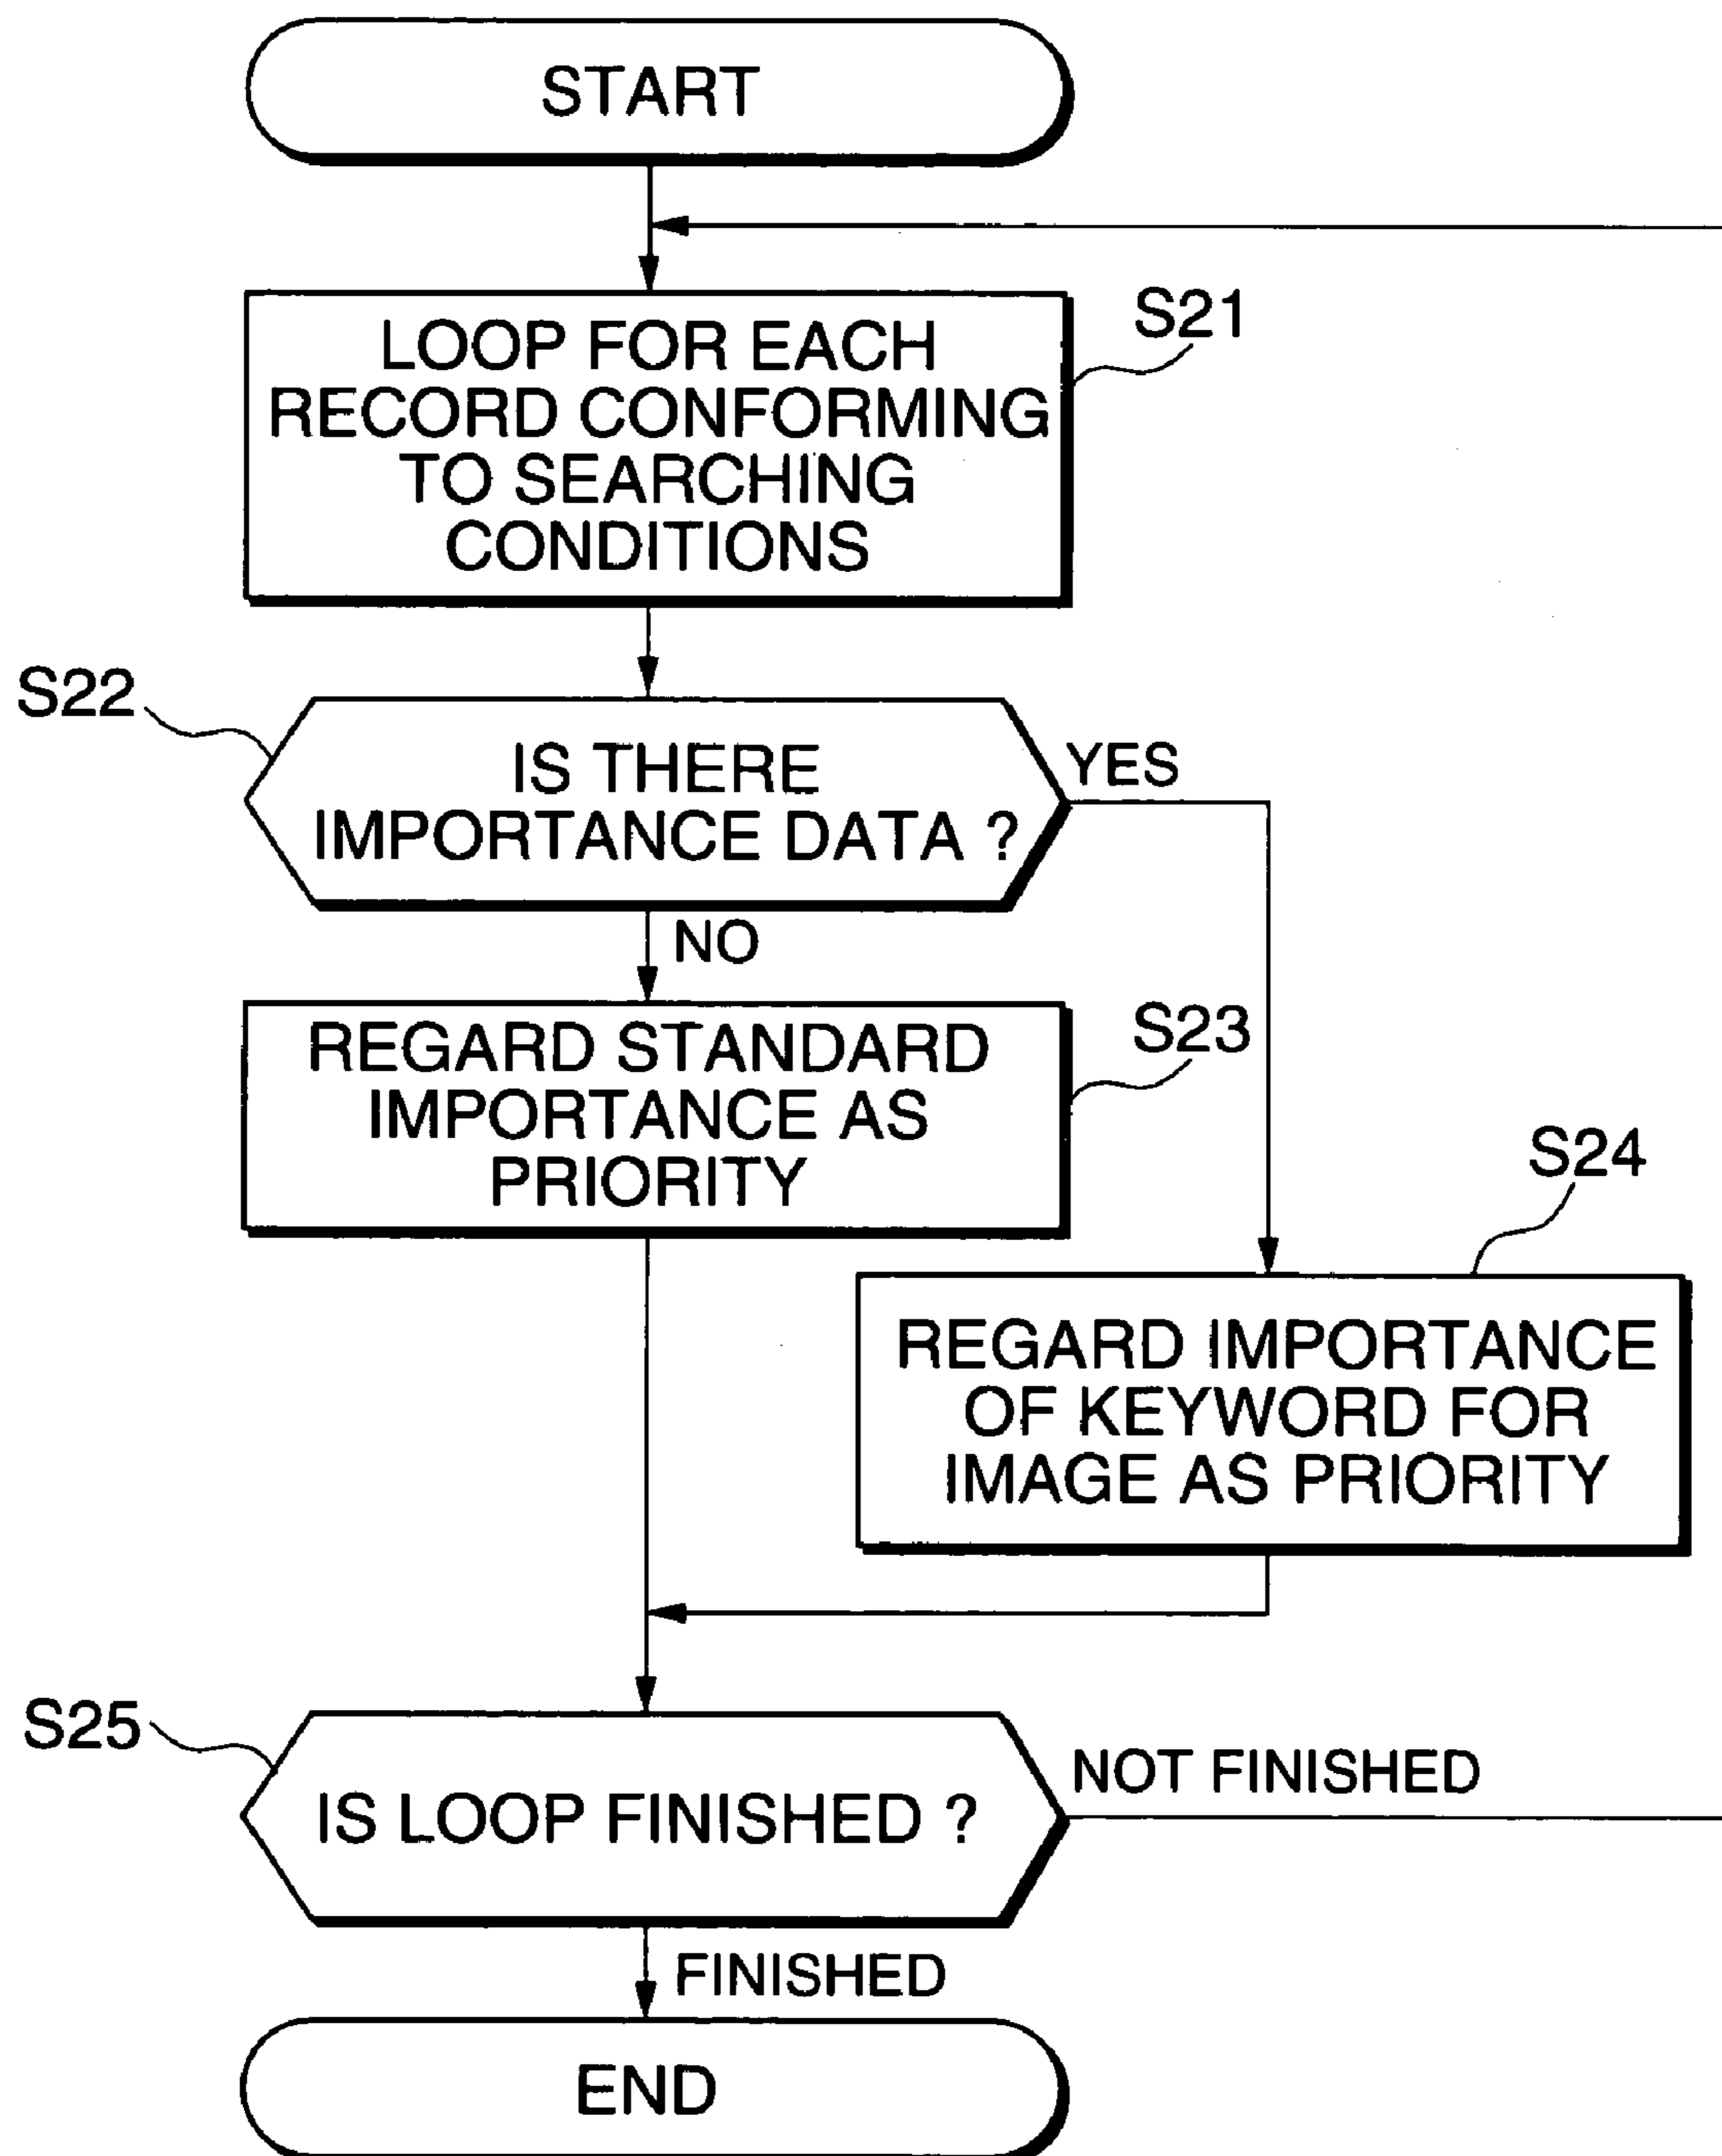 START
LOOP FOR EACH
RECORD CONFORMING
TO SEARCHING
CONDITIONS
S21
S22
IS THERE
IMPORTANCE DATA ?
YES
NO
REGARD STANDARD
IMPORTANCE AS
PRIORITY
S23
S24
REGARD IMPORTANCE
OF KEYWORD FOR
IMAGE AS PRIORITY
S25
IS LOOP FINISHED ?
NOT FINISHED
FINISHED
END